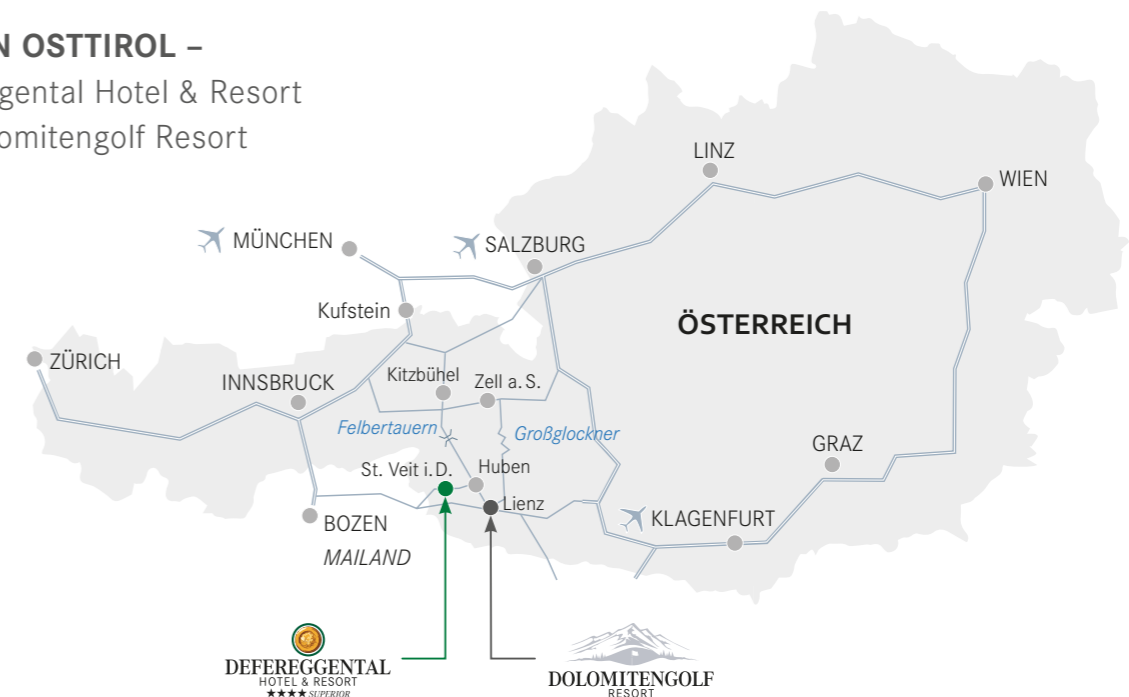 N OSTTIROL –
gental Hotel & Resort
omitengolf Resort
LINZ
WIEN
MÜNCHEN
SALZBURG
Kufstein
ÖSTERREICH
ZÜRICH
INNSBRUCK
Kitzbühel
Zell a. S.
Felbertauern
Großglockner
GRAZ
St. Veit i.D.
Huben
Lienz
KLAGENFURT
BOZEN
MAILAND
DEFEREGGENTAL
HOTEL & RESORT
★★★★ SUPERIOR
DOLOMITENGOLF
RESORT